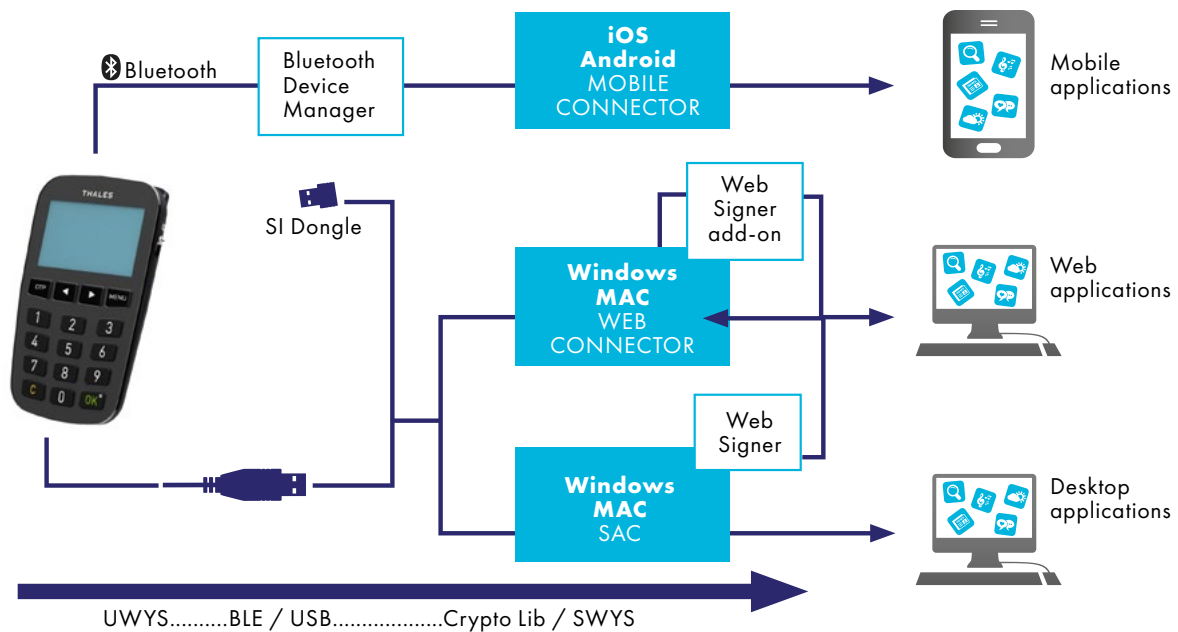 Bluetooth
Bluetooth
Device
Manager
iOS
Android
MOBILE
CONNECTOR
Mobile
applications
THALES
OTP
MENU
1 2 3
4 5 6
7 8 9
C 0 OK
SI Dongle
Web
Signer
add-on
Windows
MAC
WEB
CONNECTOR
Web
applications
Web
Signer
Windows
MAC
SAC
Desktop
applications
UWYS..........BLE / USB...................Crypto Lib / SWYS